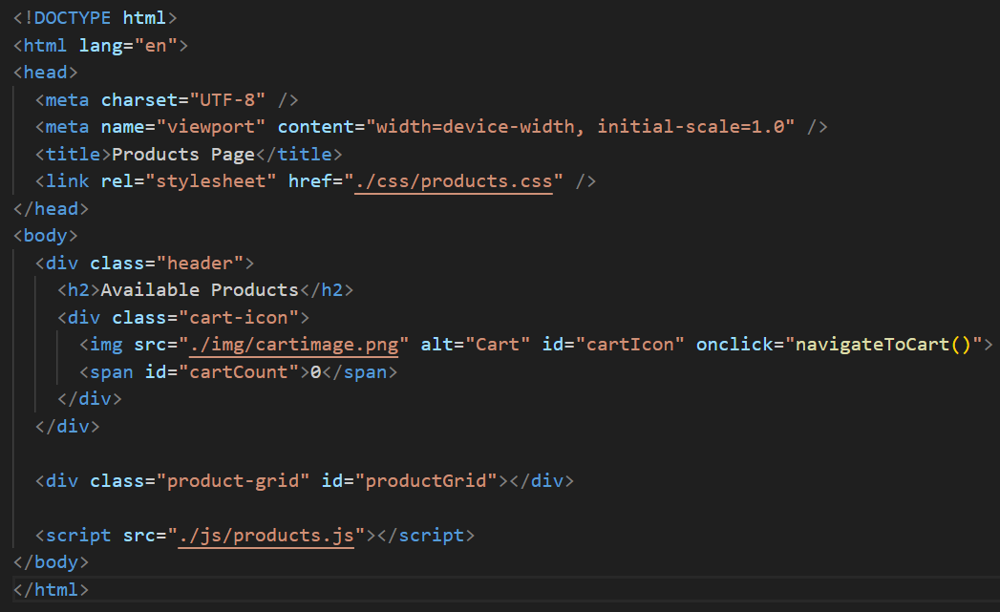 <!DOCTYPE html>
<html lang="en">
<head>
  <meta charset="UTF-8" />
  <meta name="viewport" content="width=device-width, initial-scale=1.0" />
  <title>Products Page</title>
  <link rel="stylesheet" href="./css/products.css" />
</head>
<body>
  <div class="header">
    <h2>Available Products</h2>
    <div class="cart-icon">
      <img src="./img/cartimage.png" alt="Cart" id="cartIcon" onclick="navigateToCart()">
      <span id="cartCount">0</span>
    </div>
  </div>

  <div class="product-grid" id="productGrid"></div>

  <script src="./js/products.js"></script>
</body>
</html>